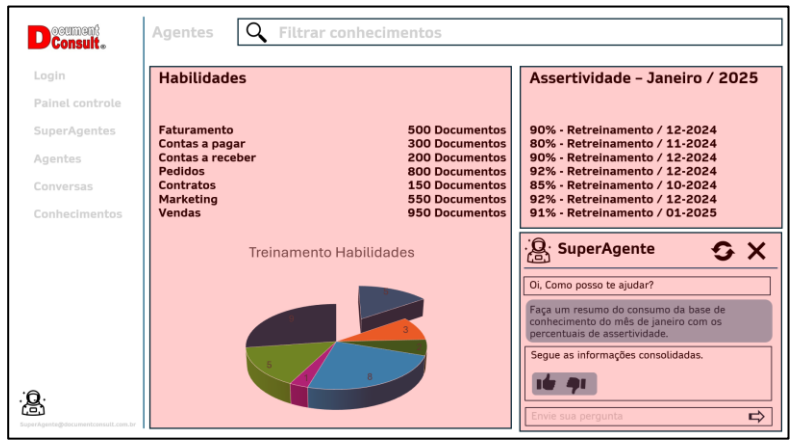 Document
Consult.
Agentes
Filtrar conhecimentos
Login
Painel controle
SuperAgentes
Agentes
Conversas
Conhecimentos
SuperAgente@documentconsult.com.br
Habilidades
Faturamento 500 Documentos
Contas a pagar 300 Documentos
Contas a receber 200 Documentos
Pedidos 800 Documentos
Contratos 150 Documentos
Marketing 550 Documentos
Vendas 950 Documentos
Treinamento Habilidades
3
8
5
Assertividade – Janeiro / 2025
90% - Retreinamento / 12-2024
80% - Retreinamento / 11-2024
90% - Retreinamento / 12-2024
92% - Retreinamento / 12-2024
85% - Retreinamento / 10-2024
92% - Retreinamento / 12-2024
91% - Retreinamento / 01-2025
SuperAgente
Oi, Como posso te ajudar?
Faça um resumo do consumo da base de
conhecimento do mês de janeiro com os
percentuais de assertividade.
Segue as informações consolidadas.
Envie sua pergunta